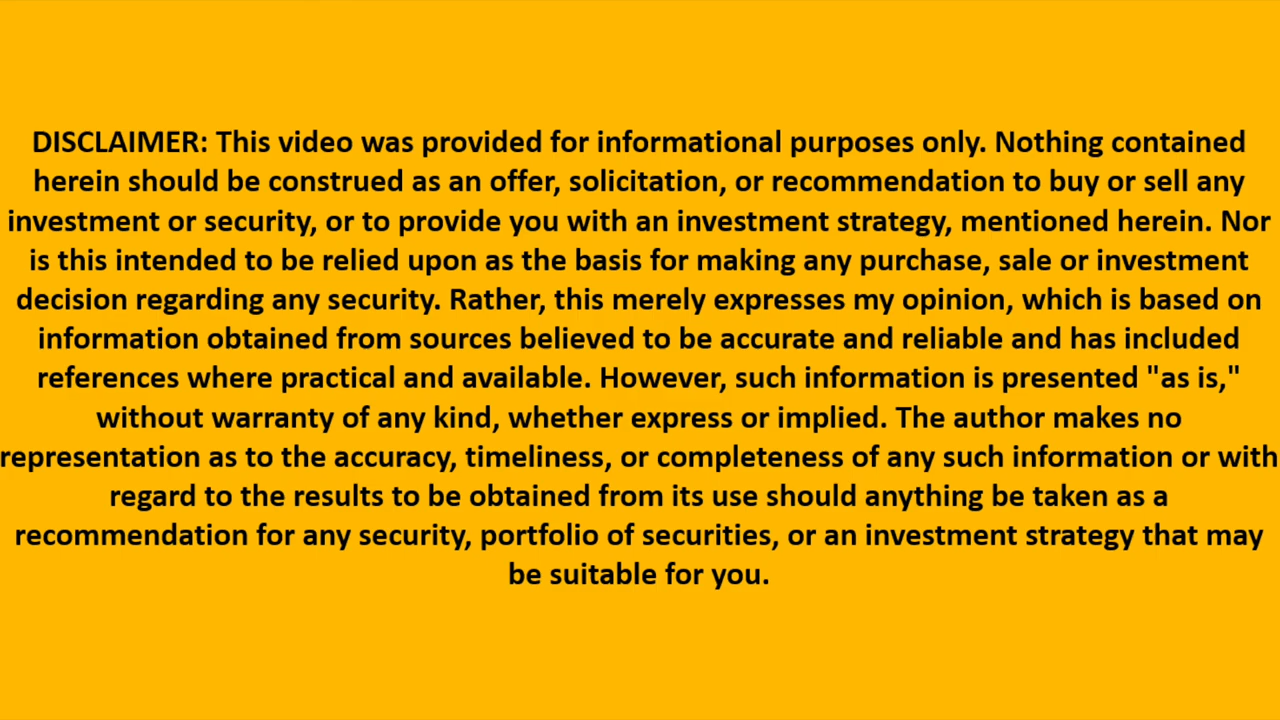 DISCLAIMER: This video was provided for informational purposes only. Nothing contained
herein should be construed as an offer, solicitation, or recommendation to buy or sell any
investment or security, or to provide you with an investment strategy, mentioned herein. Nor
is this intended to be relied upon as the basis for making any purchase, sale or investment
decision regarding any security. Rather, this merely expresses my opinion, which is based on
information obtained from sources believed to be accurate and reliable and has included
references where practical and available. However, such information is presented "as is,"
without warranty of any kind, whether express or implied. The author makes no
representation as to the accuracy, timeliness, or completeness of any such information or with
regard to the results to be obtained from its use should anything be taken as a
recommendation for any security, portfolio of securities, or an investment strategy that may
be suitable for you.